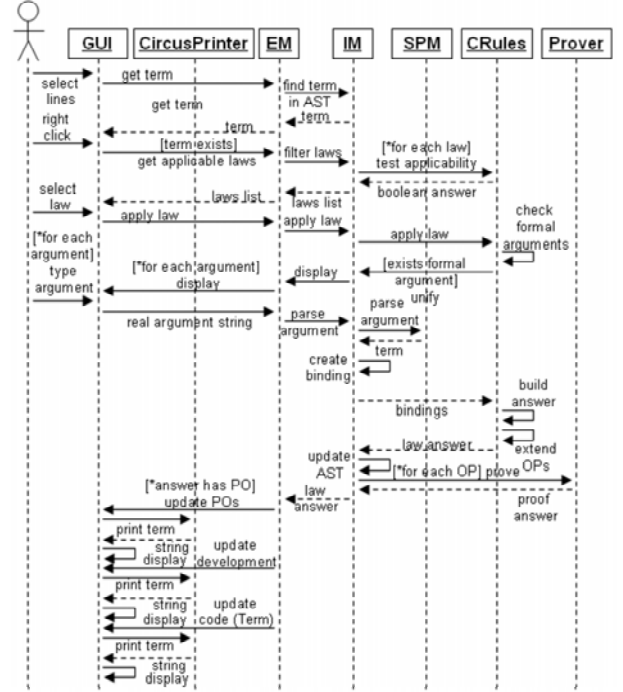 GUI CircusPrinter EM IM SPM CRules Prover
select
lines
get term
find term
in AST
get term
term
term
right
click
[term exists]
get applicable laws
filter laws
[*for each law]
test applicability
boolean answer
select
law
laws list
laws list
apply law
apply law
apply law
check
formal
arguments
[*for each
argument]
type
argument
[*for each argument]
display
display
[exists formal
argument]
unify
real argument string
parse
argument
parse
argument
term
create
binding
bindings
build
answer
law answer
extend
OPs
update
AST
[*for each OP] prove
proof
answer
[*answer has PO]
update POs
law
answer
print term
string
display
update
development
print term
string
display
update
code (Term)
print term
string
display